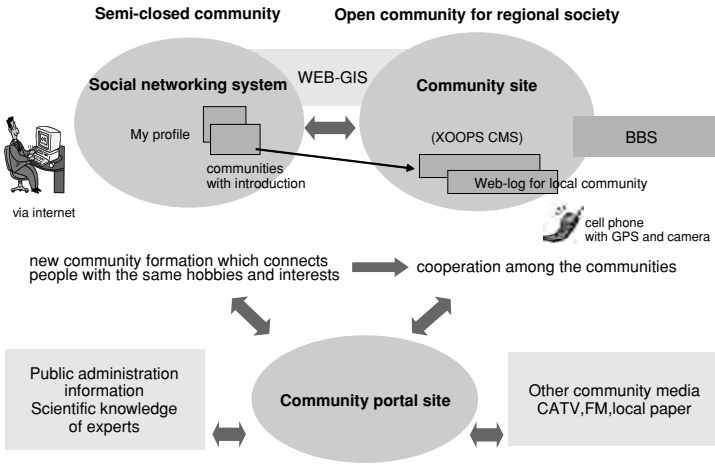 Semi-closed community
Open community for regional society
WEB-GIS
Social networking system
Community site
My profile
(XOOPS CMS)
BBS
communities
with introduction
Web-log for local community
via internet
cell phone
with GPS and camera
new community formation which connects
people with the same hobbies and interests
cooperation among the communities
Public administration
information
Scientific knowledge
of experts
Community portal site
Other community media
CATV,FM,local paper